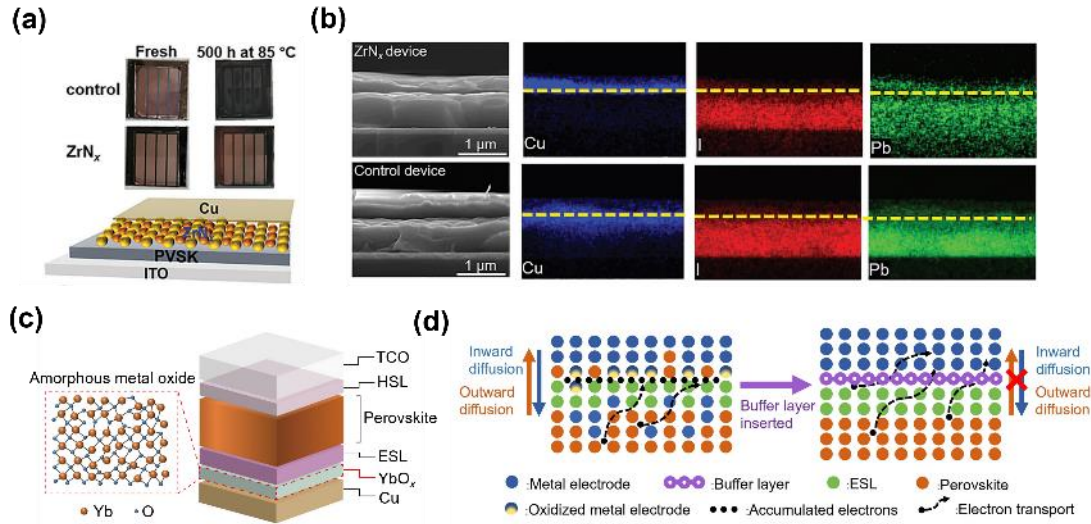 (a)
Fresh
500 h at 85 °C
control
ZrNₓ
Cu
PVSK
ITO
(b)
ZrNₓ device
1 µm
Cu
I
Pb
Control device
1 µm
Cu
I
Pb
(c)
Amorphous metal oxide
Yb
O
TCO
HSL
Perovskite
ESL
YbOₓ
Cu
(d)
Inward
diffusion
Outward
diffusion
Buffer layer
inserted
Inward
diffusion
Outward
diffusion
:Metal electrode
:Buffer layer
:ESL
:Perovskite
:Oxidized metal electrode
:Accumulated electrons
:Electron transport